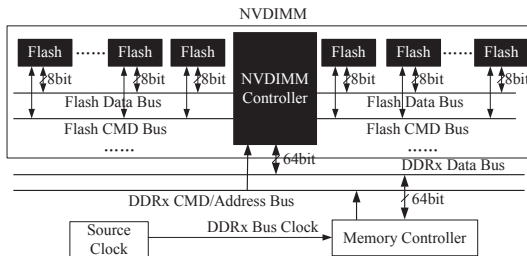 NVDIMM
Flash ...... Flash Flash NVDIMM Controller Flash Flash ...... Flash
8bit 8bit 8bit 8bit 8bit 8bit
Flash Data Bus Flash Data Bus
Flash CMD Bus Flash CMD Bus
...... ......
64bit
DDRx Data Bus
DDRx CMD/Address Bus
64bit
DDRx Bus Clock
Source
Clock
Memory Controller